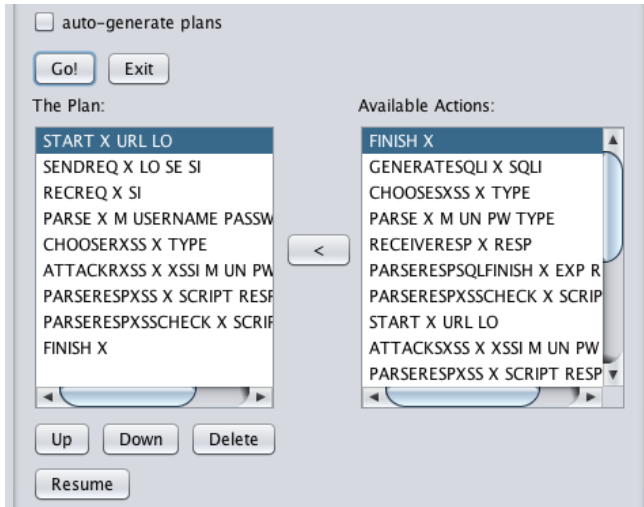 auto-generate plans
Go! Exit
The Plan: Available Actions:
START X URL LO
SENDREQ X LO SE SI
RECREQ X SI
PARSE X M USERNAME PASSW
CHOOSERXSS X TYPE
ATTACKRXSS X XSSI M UN PW
PARSERESPXSS X SCRIPT RESP
PARSERESPXSSCHECK X SCRIP
FINISH X
<
FINISH X
GENERATESQLI X SQLI
CHOOSESXSS X TYPE
PARSE X M UN PW TYPE
RECEIVERESP X RESP
PARSERESPSQLFINISH X EXP R
PARSERESPXSSCHECK X SCRIP
START X URL LO
ATTACKSXSS X XSSI M UN PW
PARSERESPXSS X SCRIPT RESP
Up Down Delete
Resume